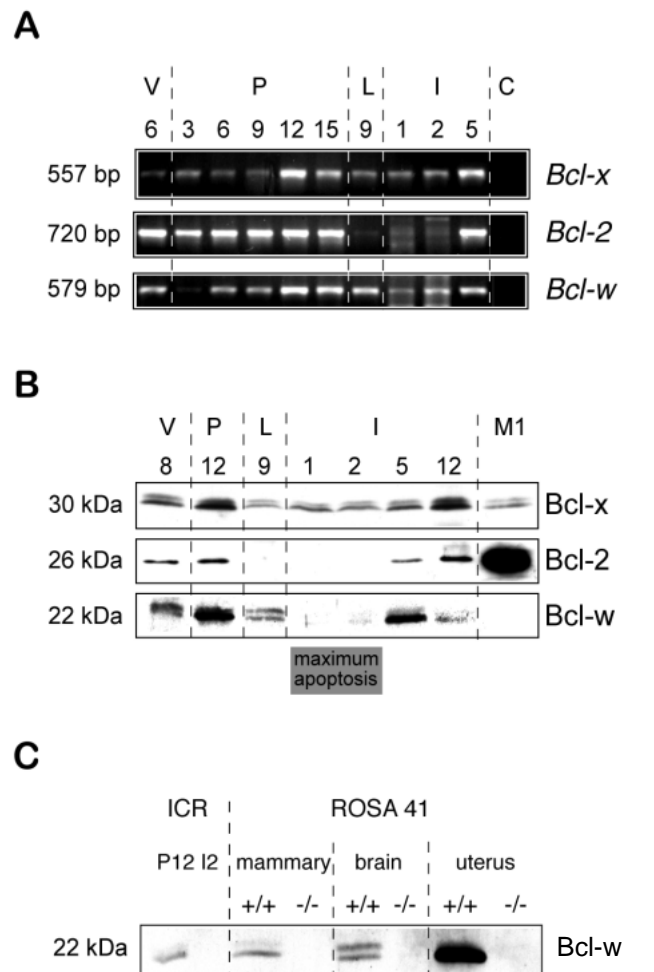 A
V P L I C
6 3 6 9 12 15 9 1 2 5
557 bp Bcl-x
720 bp Bcl-2
579 bp Bcl-w
B
V P L I M1
8 12 9 1 2 5 12
30 kDa Bcl-x
26 kDa Bcl-2
22 kDa Bcl-w
maximum
apoptosis
C
ICR ROSA 41
P12 I2 mammary brain uterus
+/+ -/- +/+ -/- +/+ -/-
22 kDa Bcl-w